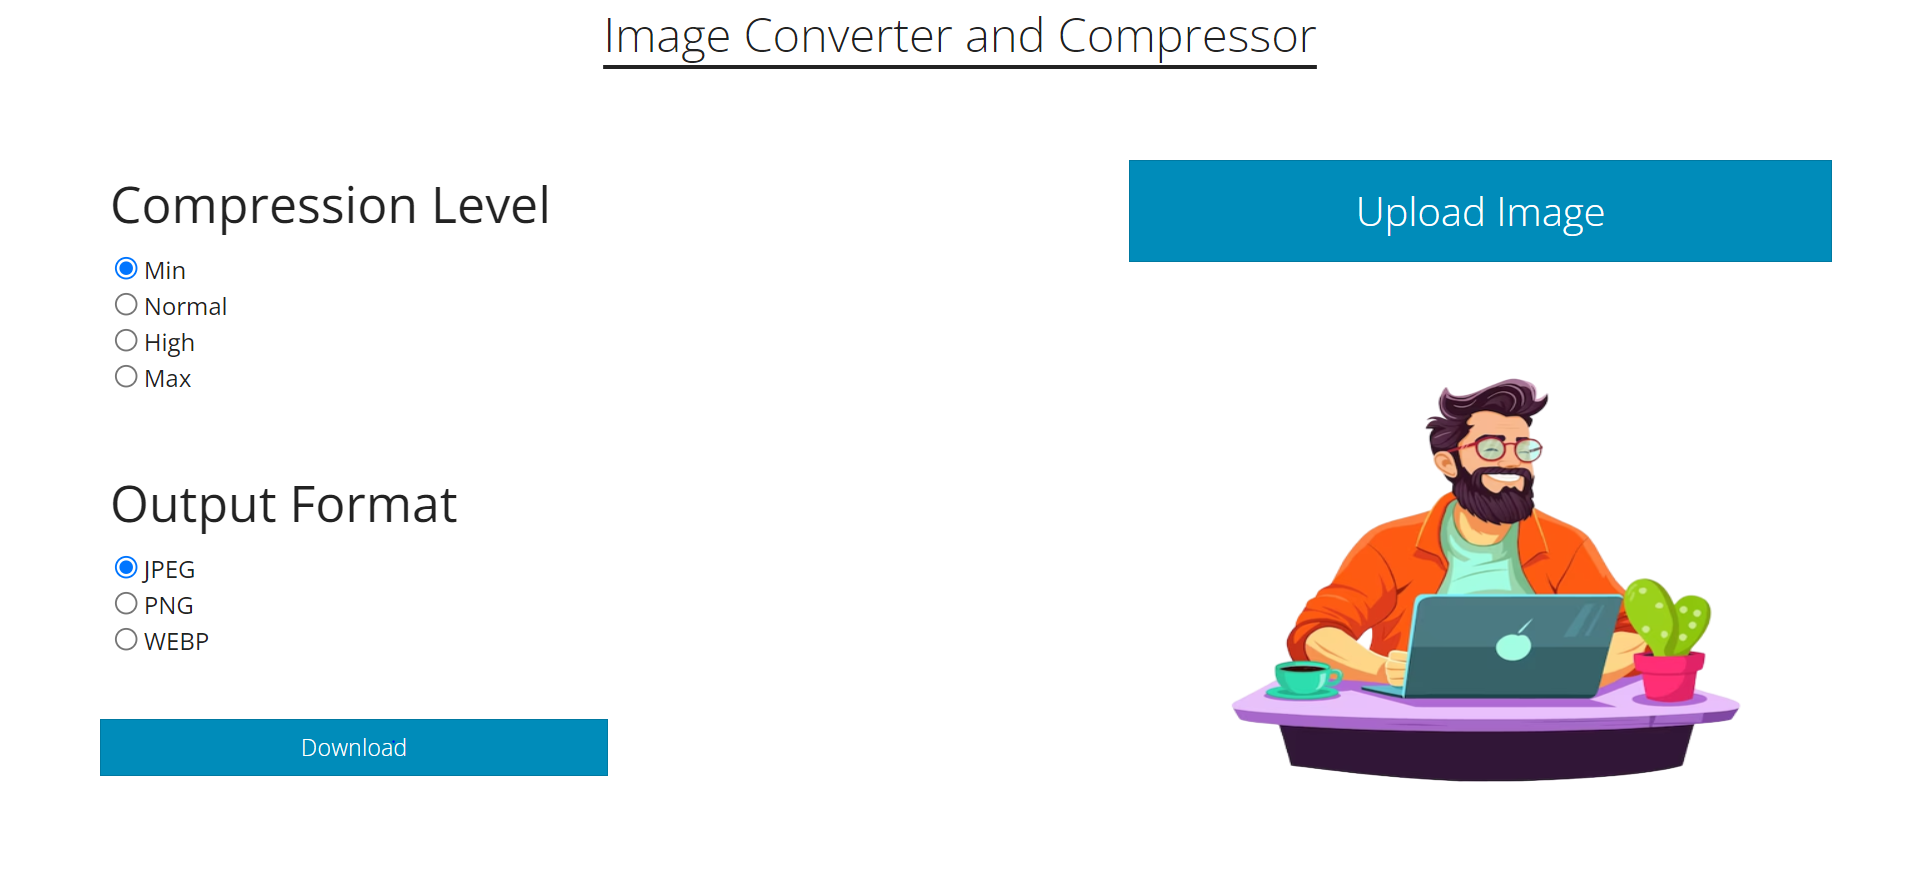 Image Converter and Compressor
Compression Level
Min
Normal
High
Max
Output Format
JPEG
PNG
WEBP
Download
Upload Image